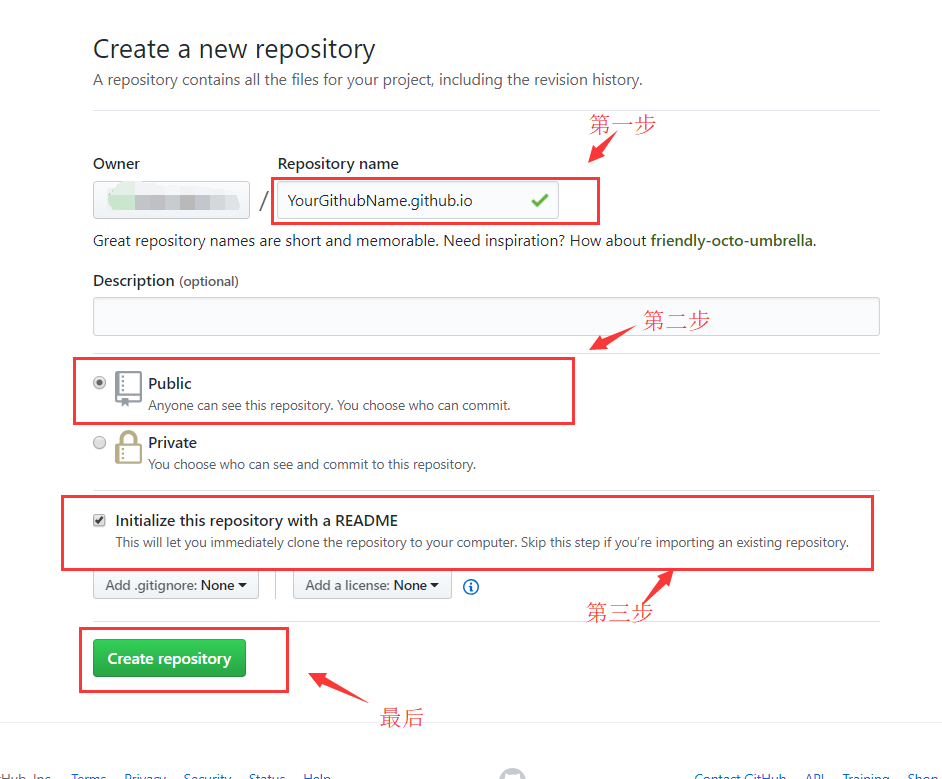 Create a new repository
A repository contains all the files for your project, including the revision history.
第一步
Owner
Repository name
/
YourGithubName.github.io
Great repository names are short and memorable. Need inspiration? How about friendly-octo-umbrella.
Description (optional)
第二步
Public
Anyone can see this repository. You choose who can commit.
Private
You choose who can see and commit to this repository.
Initialize this repository with a README
This will let you immediately clone the repository to your computer. Skip this step if you’re importing an existing repository.
Add .gitignore: None
Add a license: None
第三步
Create repository
最后
Hub, Inc. Terms Privacy Security Status Help Contact GitHub API Training Shop